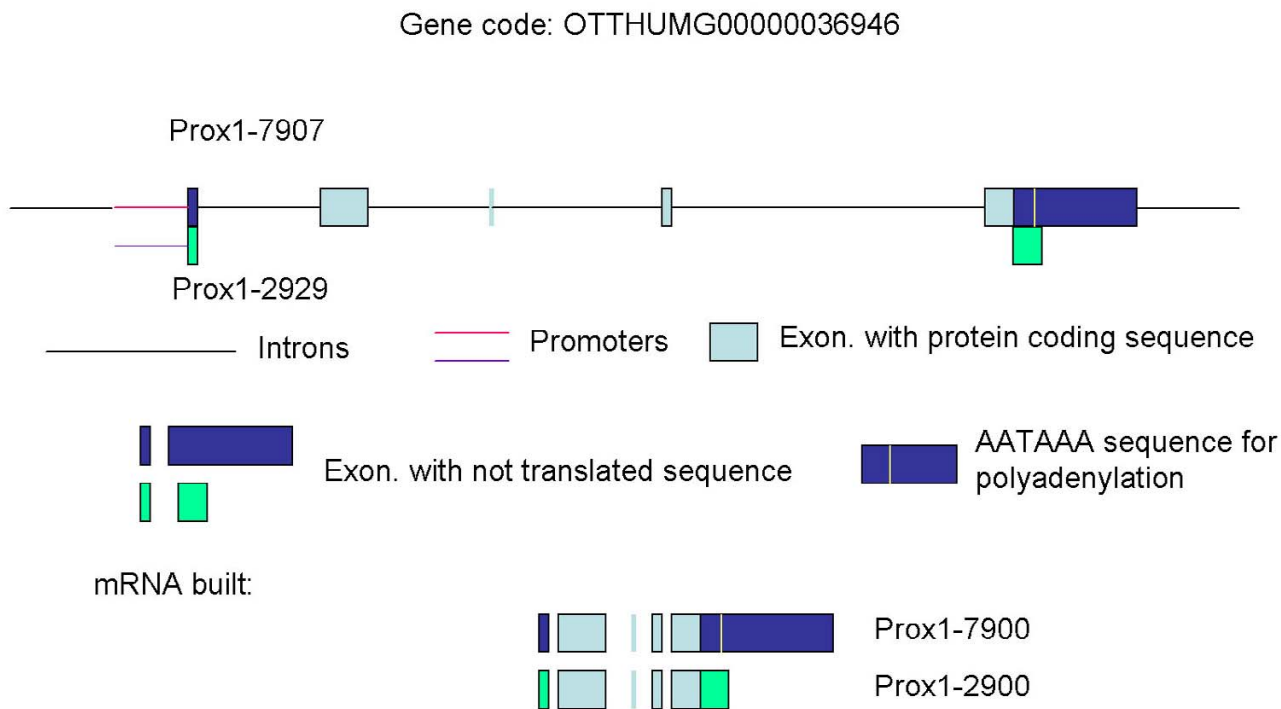 Gene code: OTTHUMG00000036946
Prox1-7907
Prox1-2929
Introns
Promoters
Exon. with protein coding sequence
Exon. with not translated sequence
AATAAA sequence for
polyadenylation
mRNA built:
Prox1-7900
Prox1-2900